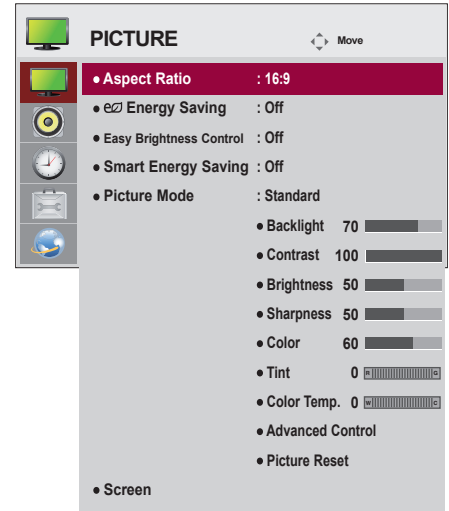 PICTURE
Move
• Aspect Ratio : 16:9
• Energy Saving : Off
• Easy Brightness Control : Off
• Smart Energy Saving : Off
• Picture Mode : Standard
• Backlight 70
• Contrast 100
• Brightness 50
• Sharpness 50
• Color 60
• Tint 0 R G
• Color Temp. 0 W C
• Advanced Control
• Picture Reset
• Screen